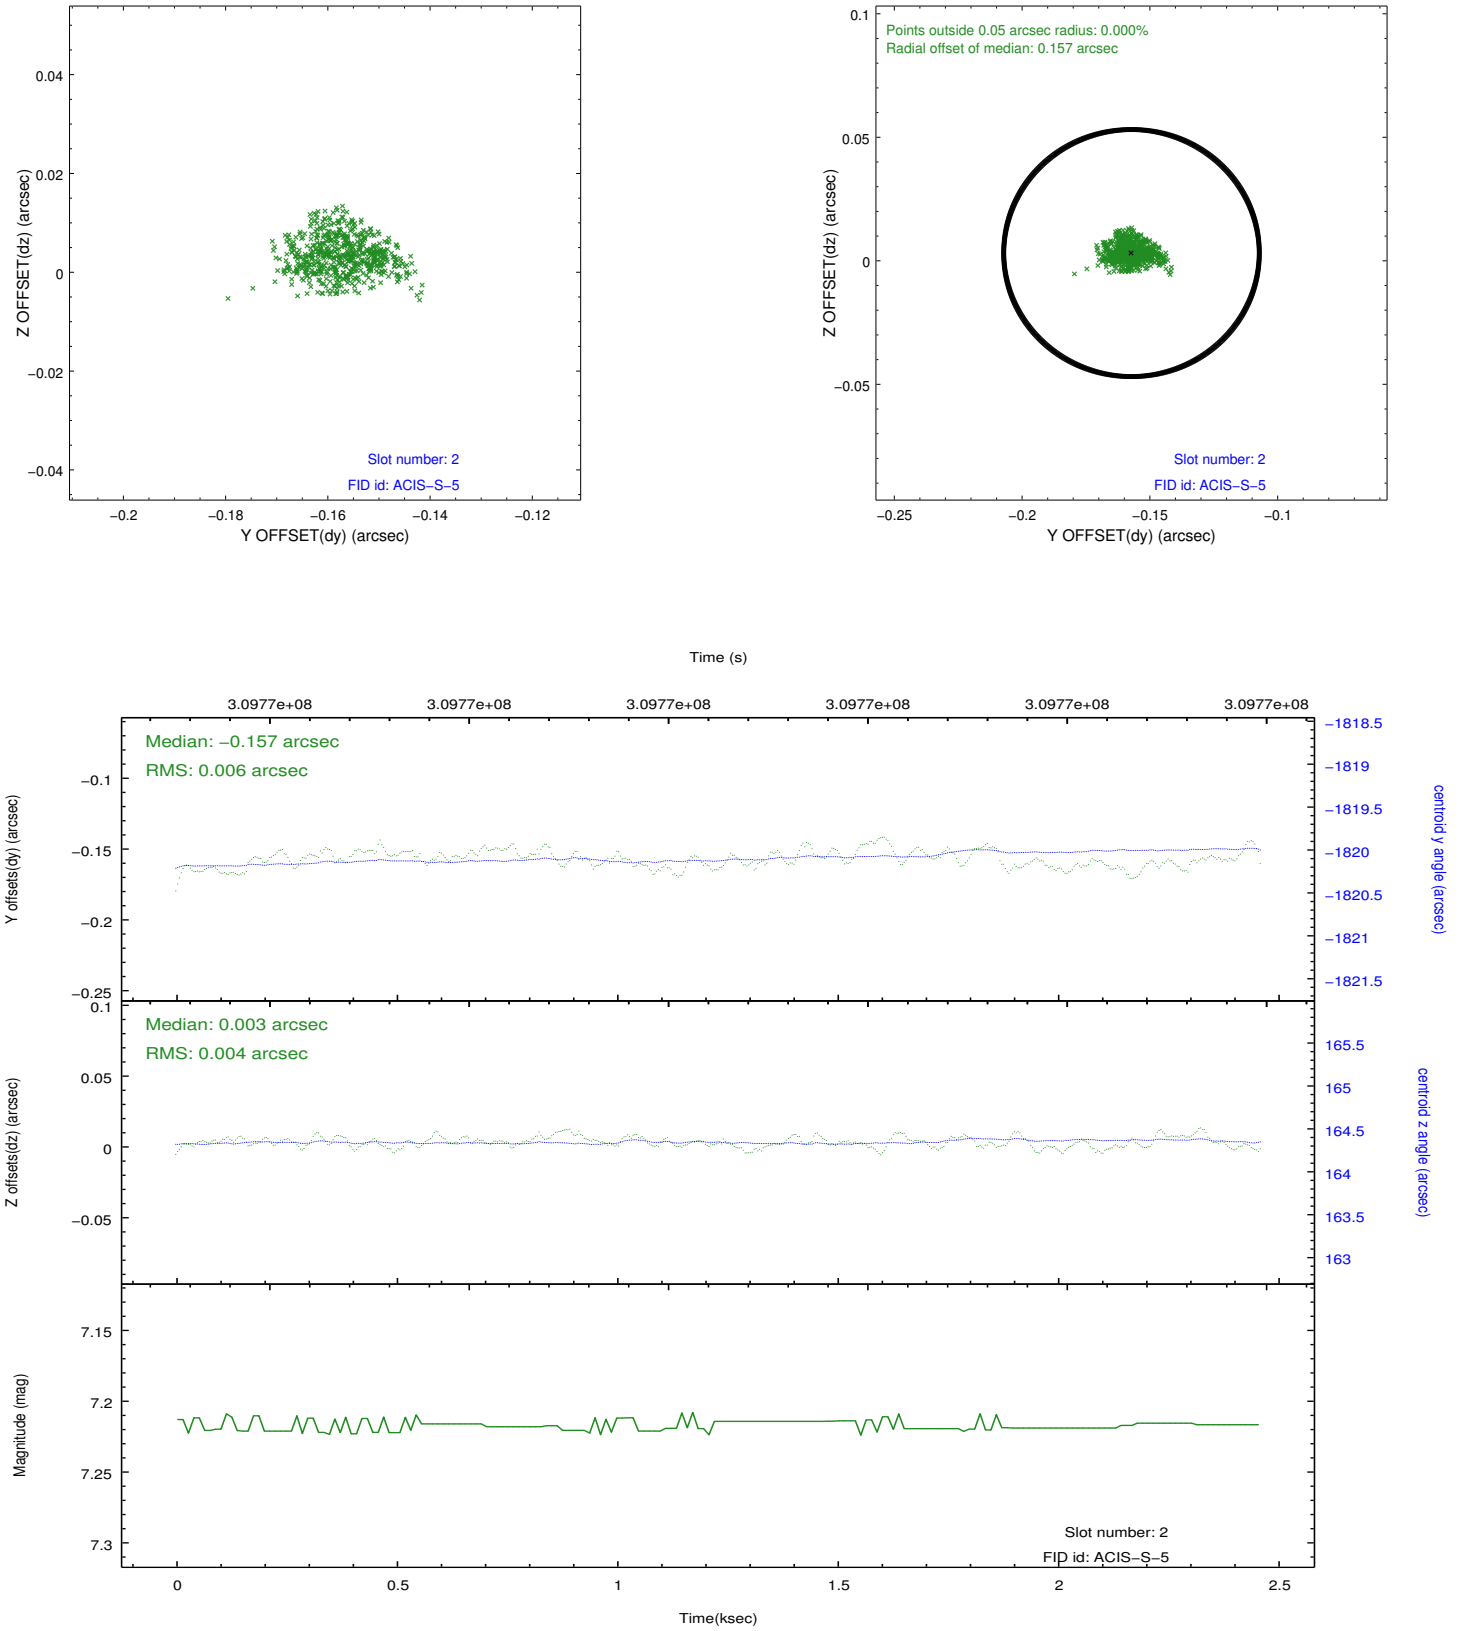 0.04
0.02
0
−0.02
−0.04
Z OFFSET(dz) (arcsec)
Slot number: 2
FID id: ACIS−S−5
−0.2
−0.18
−0.16
−0.14
−0.12
Y OFFSET(dy) (arcsec)
Points outside 0.05 arcsec radius: 0.000%
Radial offset of median: 0.157 arcsec
0.1
0.05
0
−0.05
Z OFFSET(dz) (arcsec)
Slot number: 2
FID id: ACIS−S−5
−0.25
−0.2
−0.15
−0.1
Y OFFSET(dy) (arcsec)
Time (s)
3.0977e+08
3.0977e+08
3.0977e+08
3.0977e+08
3.0977e+08
3.0977e+08
Median: −0.157 arcsec
RMS: 0.006 arcsec
−0.1
−0.15
−0.2
−0.25
Y offsets(dy) (arcsec)
−1818.5
−1819
−1819.5
−1820
−1820.5
−1821
−1821.5
centroid y angle (arcsec)
Median: 0.003 arcsec
RMS: 0.004 arcsec
0.1
0.05
0
−0.05
Z offsets(dz) (arcsec)
165.5
165
164.5
164
163.5
163
centroid z angle (arcsec)
7.15
7.2
7.25
7.3
Magnitude (mag)
Slot number: 2
FID id: ACIS−S−5
0
0.5
1
1.5
2
2.5
Time(ksec)